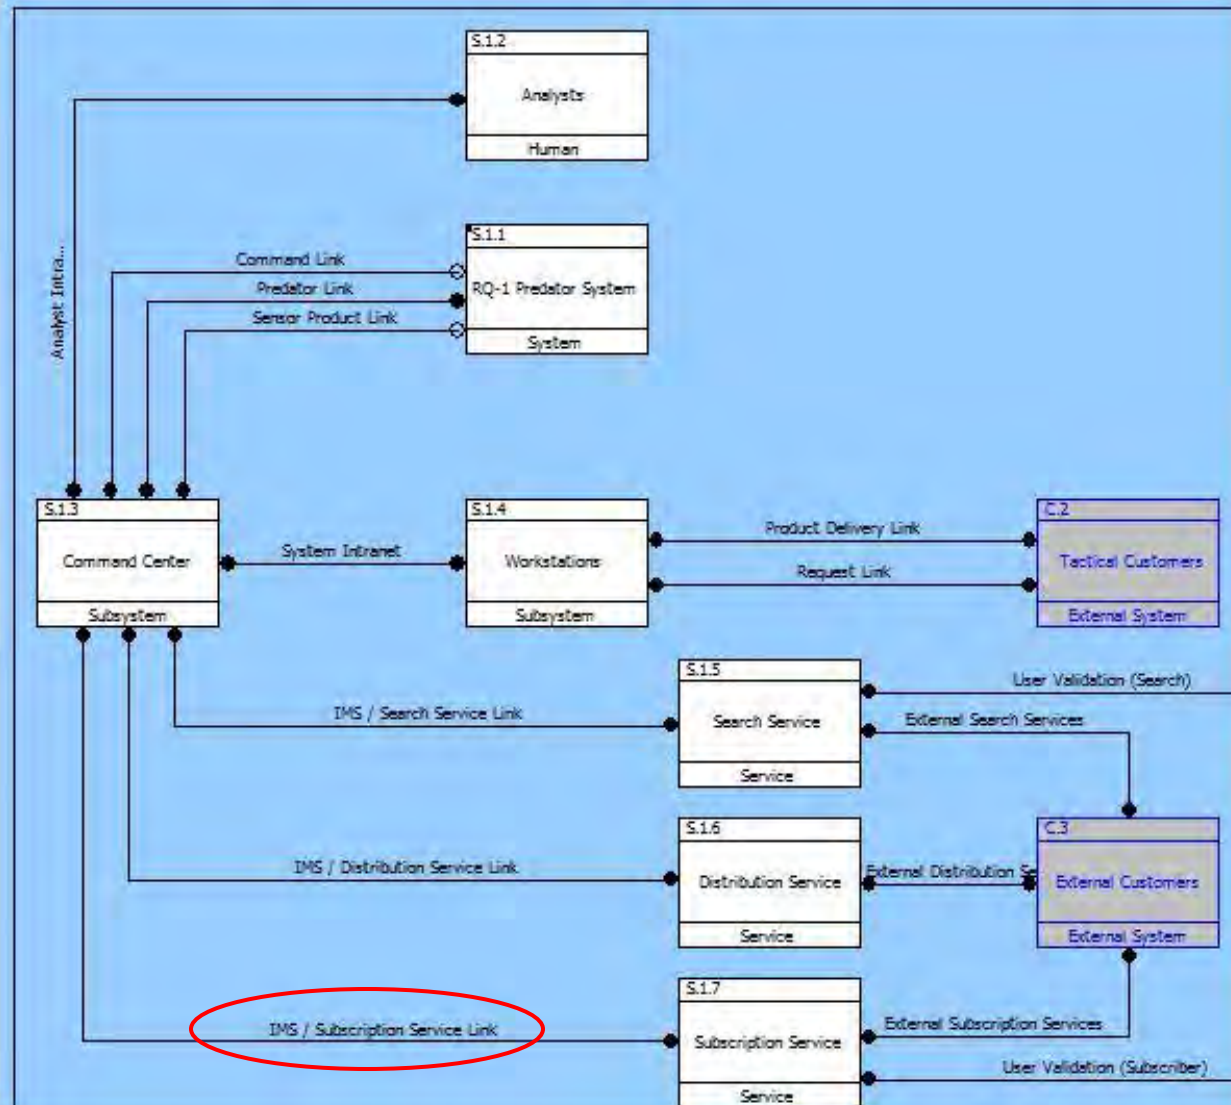 S.1.2
Analysts
Human
Analyst Intra...
S.1.1
Command Link
RQ-1 Predator System
Predator Link
Sensor Product Link
System
S.1.3
Command Center
Subsystem
System Intranet
S.1.4
Workstations
Subsystem
Product Delivery Link
Request Link
C.2
Tactical Customers
External System
S.1.5
Search Service
Service
IMS / Search Service Link
User Validation (Search)
External Search Services
S.1.6
Distribution Service
Service
IMS / Distribution Service Link
External Distribution Se
C.3
External Customers
External System
S.1.7
Subscription Service
Service
IMS / Subscription Service Link
External Subscription Services
User Validation (Subscriber)